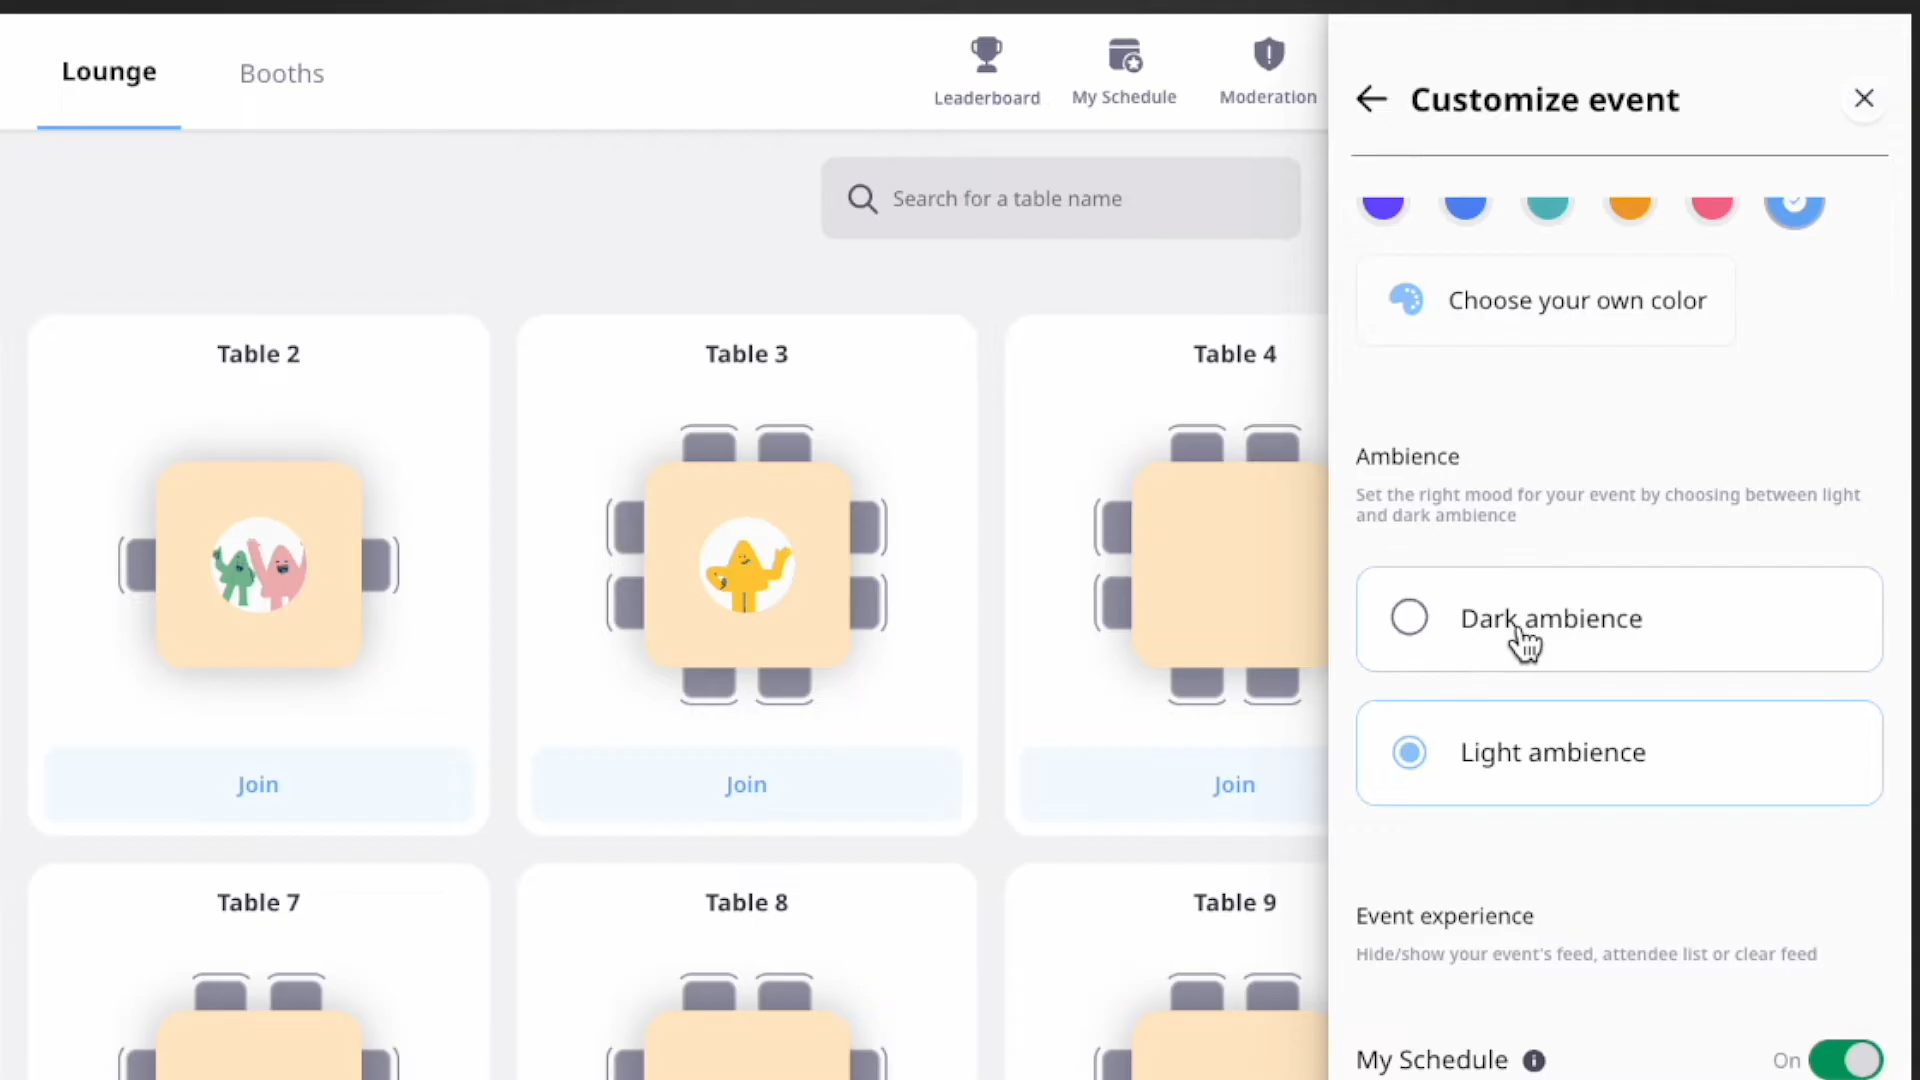 Lounge
Booths
Leaderboard
My Schedule
Moderation
Search for a table name
Table 2
Table 3
Table 4
Join
Join
Join
Table 7
Table 8
Table 9
Customize event
Choose your own color
Ambience
Set the right mood for your event by choosing between light
and dark ambience
Dark ambience
Light ambience
Event experience
Hide/show your event's feed, attendee list or clear feed
My Schedule
On